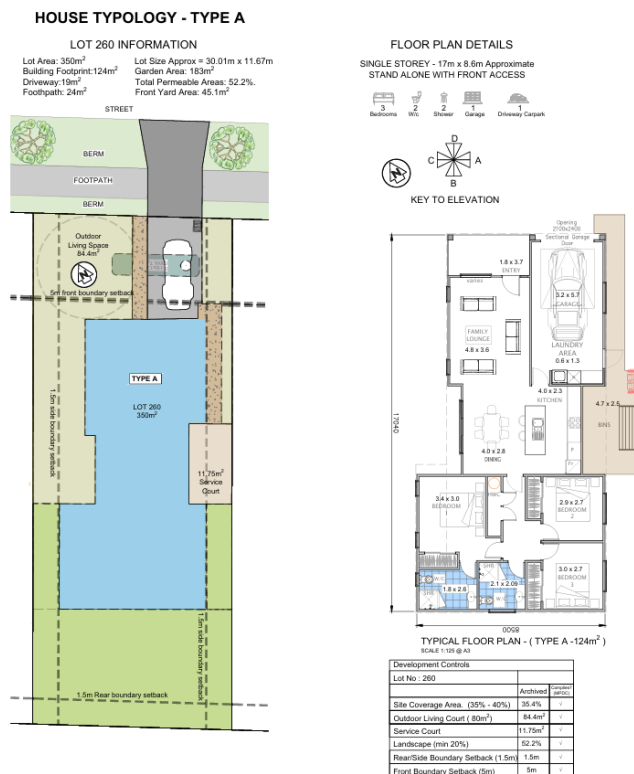 HOUSE TYPOLOGY - TYPE A
LOT 260 INFORMATION
Lot Area: 350m²
Building Footprint:124m²
Driveway:19m²
Footpath: 24m²
Lot Size Approx = 30.01m x 11.67m
Garden Area: 183m²
Total Permeable Areas: 52.2%.
Front Yard Area: 45.1m²
STREET
BERM
FOOTPATH
BERM
Outdoor
Living Space
84.4m²
N
5m front boundary setback
TYPE A
LOT 260
350m²
1.5m side boundary
setback
11.75m²
Service
Court
1.5m side boundary
setback
1.5m Rear boundary setback
FLOOR PLAN DETAILS
SINGLE STOREY - 17m x 8.6m Approximate
STAND ALONE WITH FRONT ACCESS
3
Bedrooms
2
W/c
2
Shower
1
Garage
1
Driveway Carpark
N
D
C
A
B
KEY TO ELEVATION
Opening
2100x2400
Sectional Garage
Door
1.8 x 3.7
ENTRY
3.2 x 5.7
GARAGE
FAMILY
LOUNGE
4.8 x 3.6
LAUNDRY
AREA
0.6 x 1.3
4.0 x 2.3
KITCHEN
4.7 x 2.5
BINS
4.0 x 2.8
DINING
17040
3.4 x 3.0
BEDROOM
1
2.9 x 2.7
BEDROOM
2
3.0 x 2.7
BEDROOM
3
W/C
1.8 x 2.6
SHR
SHR
2.1 x 2.09
W/C
8500
TYPICAL FLOOR PLAN - ( TYPE A -124m² )
SCALE 1:125 @ A3
Development Controls
Lot No : 260
Archived
Complies?
(MPDC)
Site Coverage Area. (35% - 40%) 35.4% √
Outdoor Living Court ( 80m²) 84.4m² √
Service Court 11.75m² √
Landscape (min 20%) 52.2% √
Rear/Side Boundary Setback (1.5m) 1.5m √
Front Boundary Setback (5m) 5m √